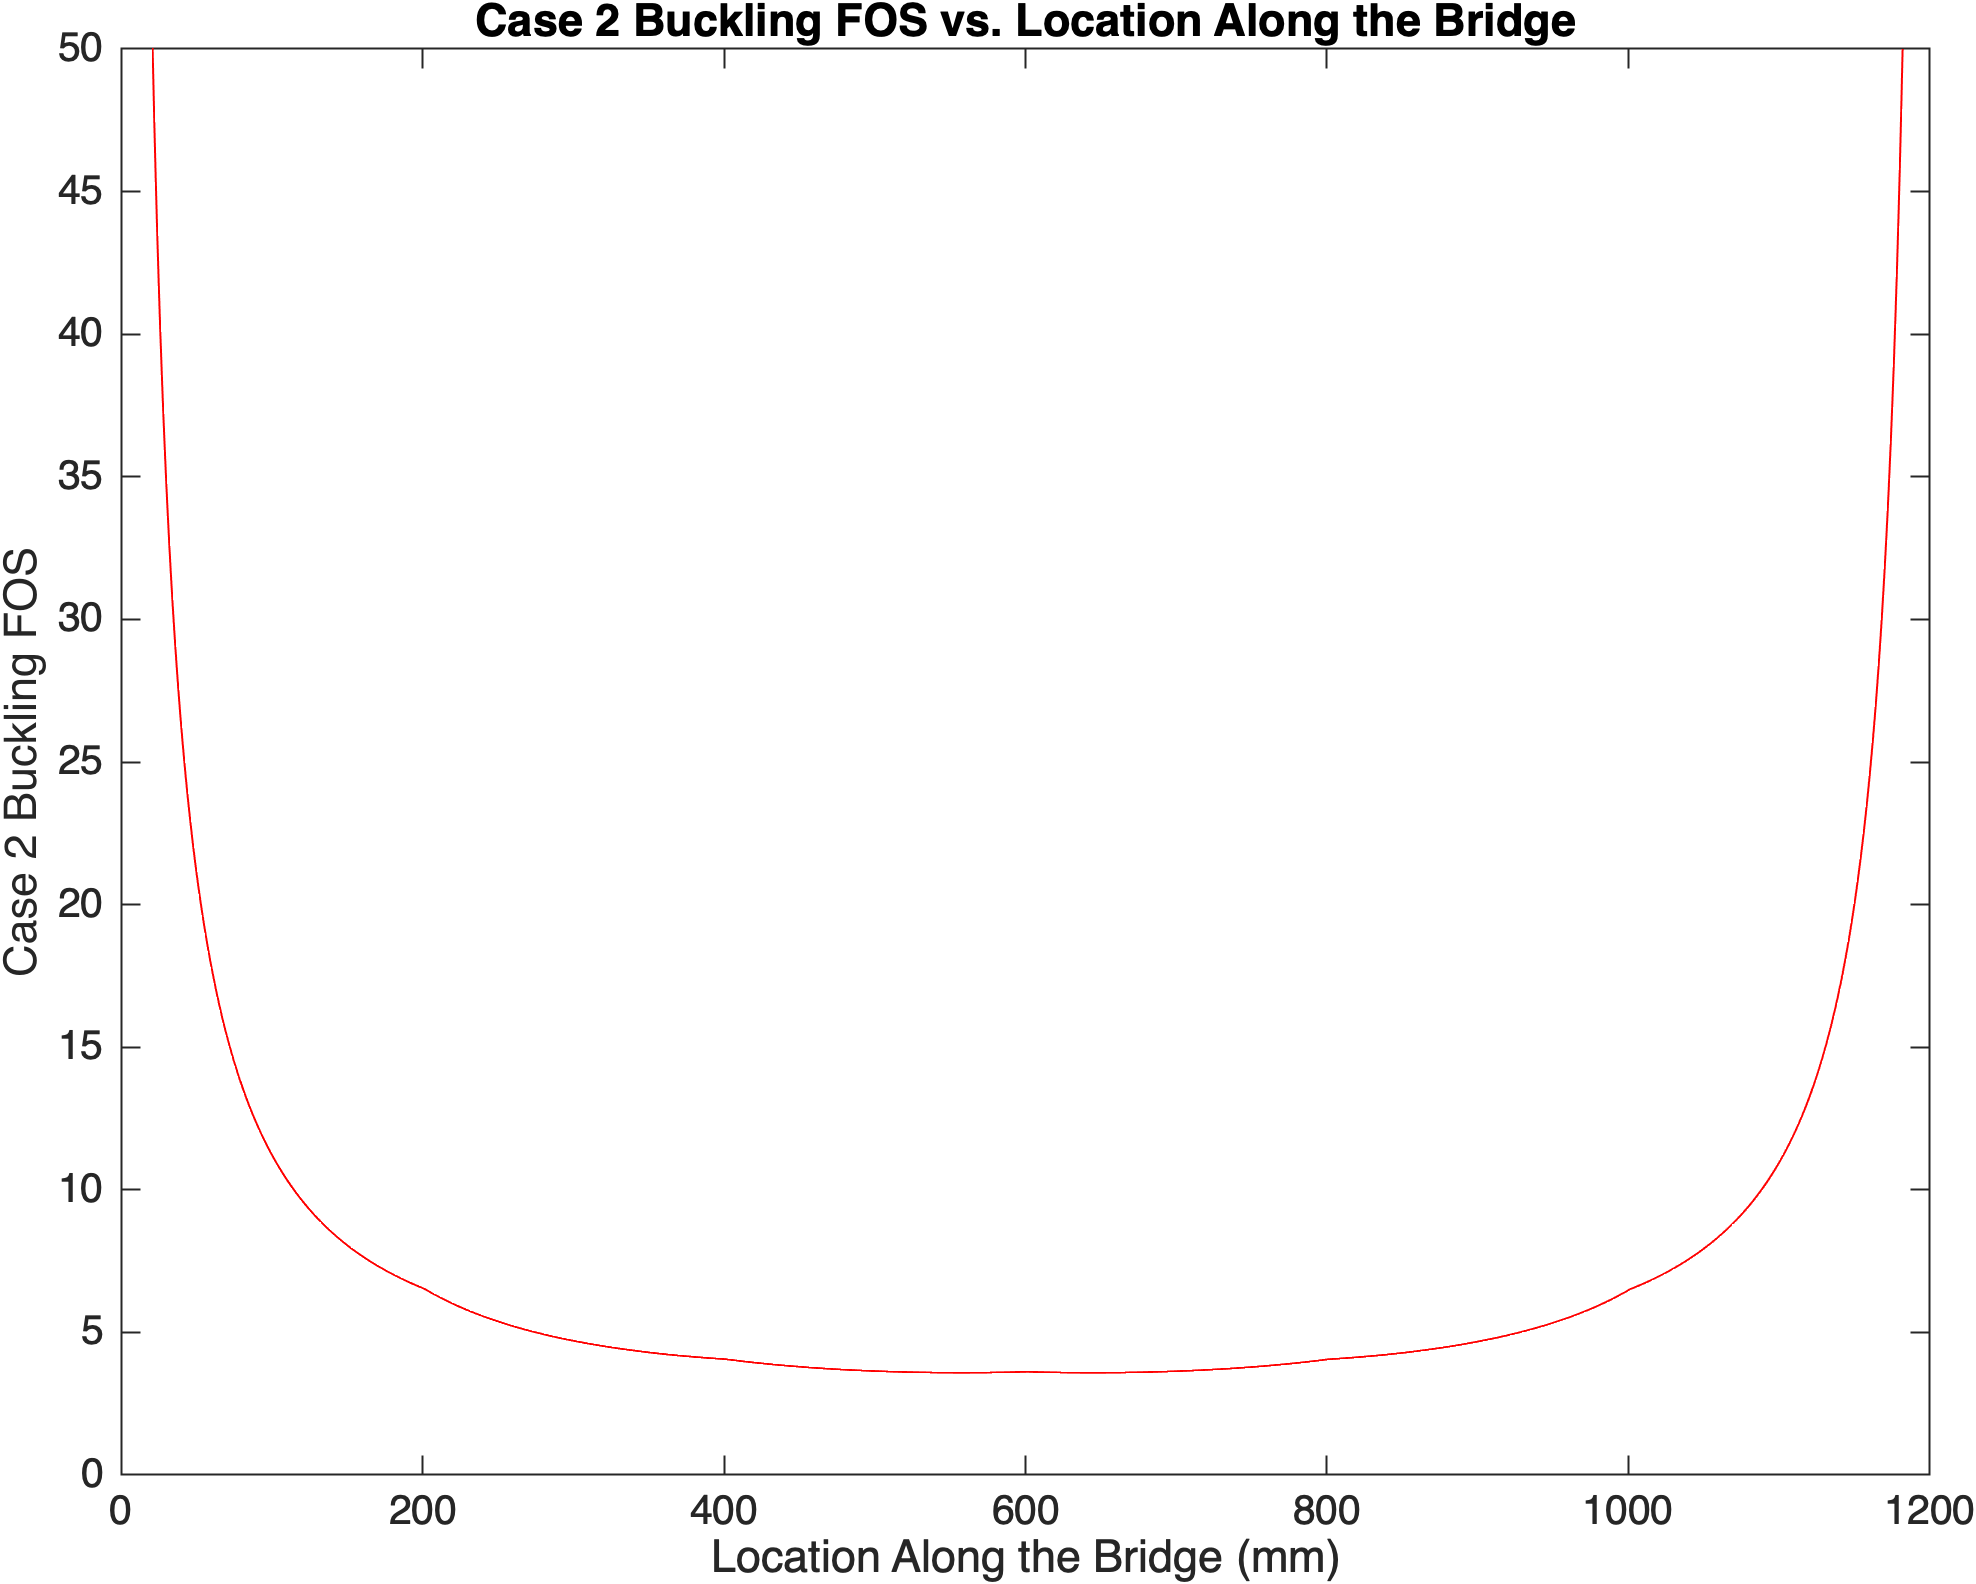 Case 2 Buckling FOS vs. Location Along the Bridge
50
45
40
35
30
25
20
15
10
5
0
Case 2 Buckling FOS
0 200 400 600 800 1000 1200
Location Along the Bridge (mm)